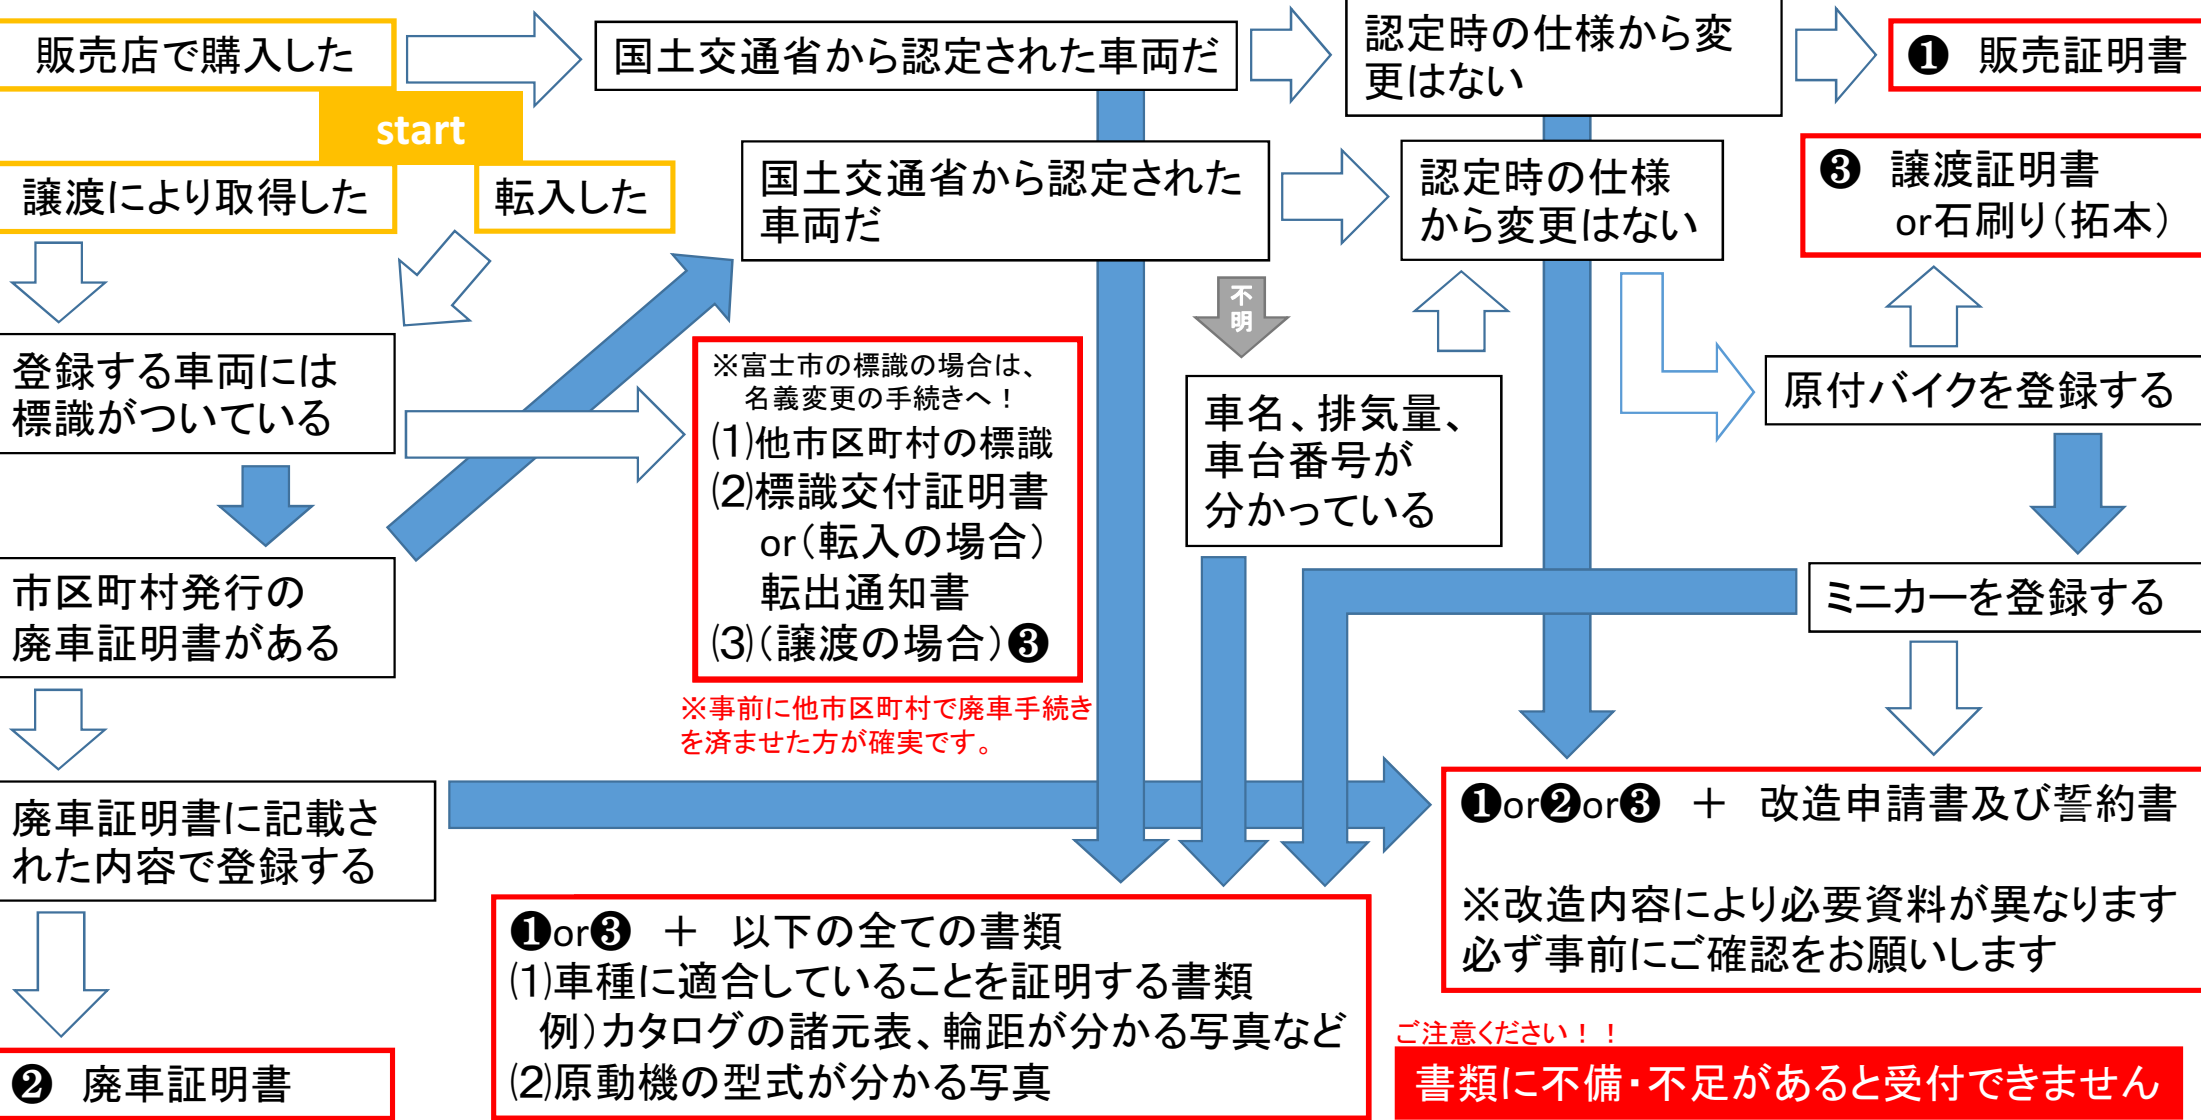 販売店で購入した
国土交通省から認定された車両だ
認定時の仕様から変
更はない
❶ 販売証明書
start
譲渡により取得した
転入した
国土交通省から認定された
車両だ
認定時の仕様
から変更はない
❸ 譲渡証明書
or石刷り(拓本)
不明
登録する車両には
標識がついている
※富士市の標識の場合は、
名義変更の手続きへ！
⑴他市区町村の標識
⑵標識交付証明書
or(転入の場合)
転出通知書
⑶(譲渡の場合)❸
※事前に他市区町村で廃車手続き
を済ませた方が確実です。
車名、排気量、
車台番号が
分かっている
原付バイクを登録する
市区町村発行の
廃車証明書がある
ミニカーを登録する
廃車証明書に記載さ
れた内容で登録する
❶or❷or❸ ＋ 改造申請書及び誓約書
※改造内容により必要資料が異なります
必ず事前にご確認をお願いします
❶or❸ ＋ 以下の全ての書類
⑴車種に適合していることを証明する書類
例)カタログの諸元表、輪距が分かる写真など
⑵原動機の型式が分かる写真
❷ 廃車証明書
ご注意ください！！
書類に不備・不足があると受付できません